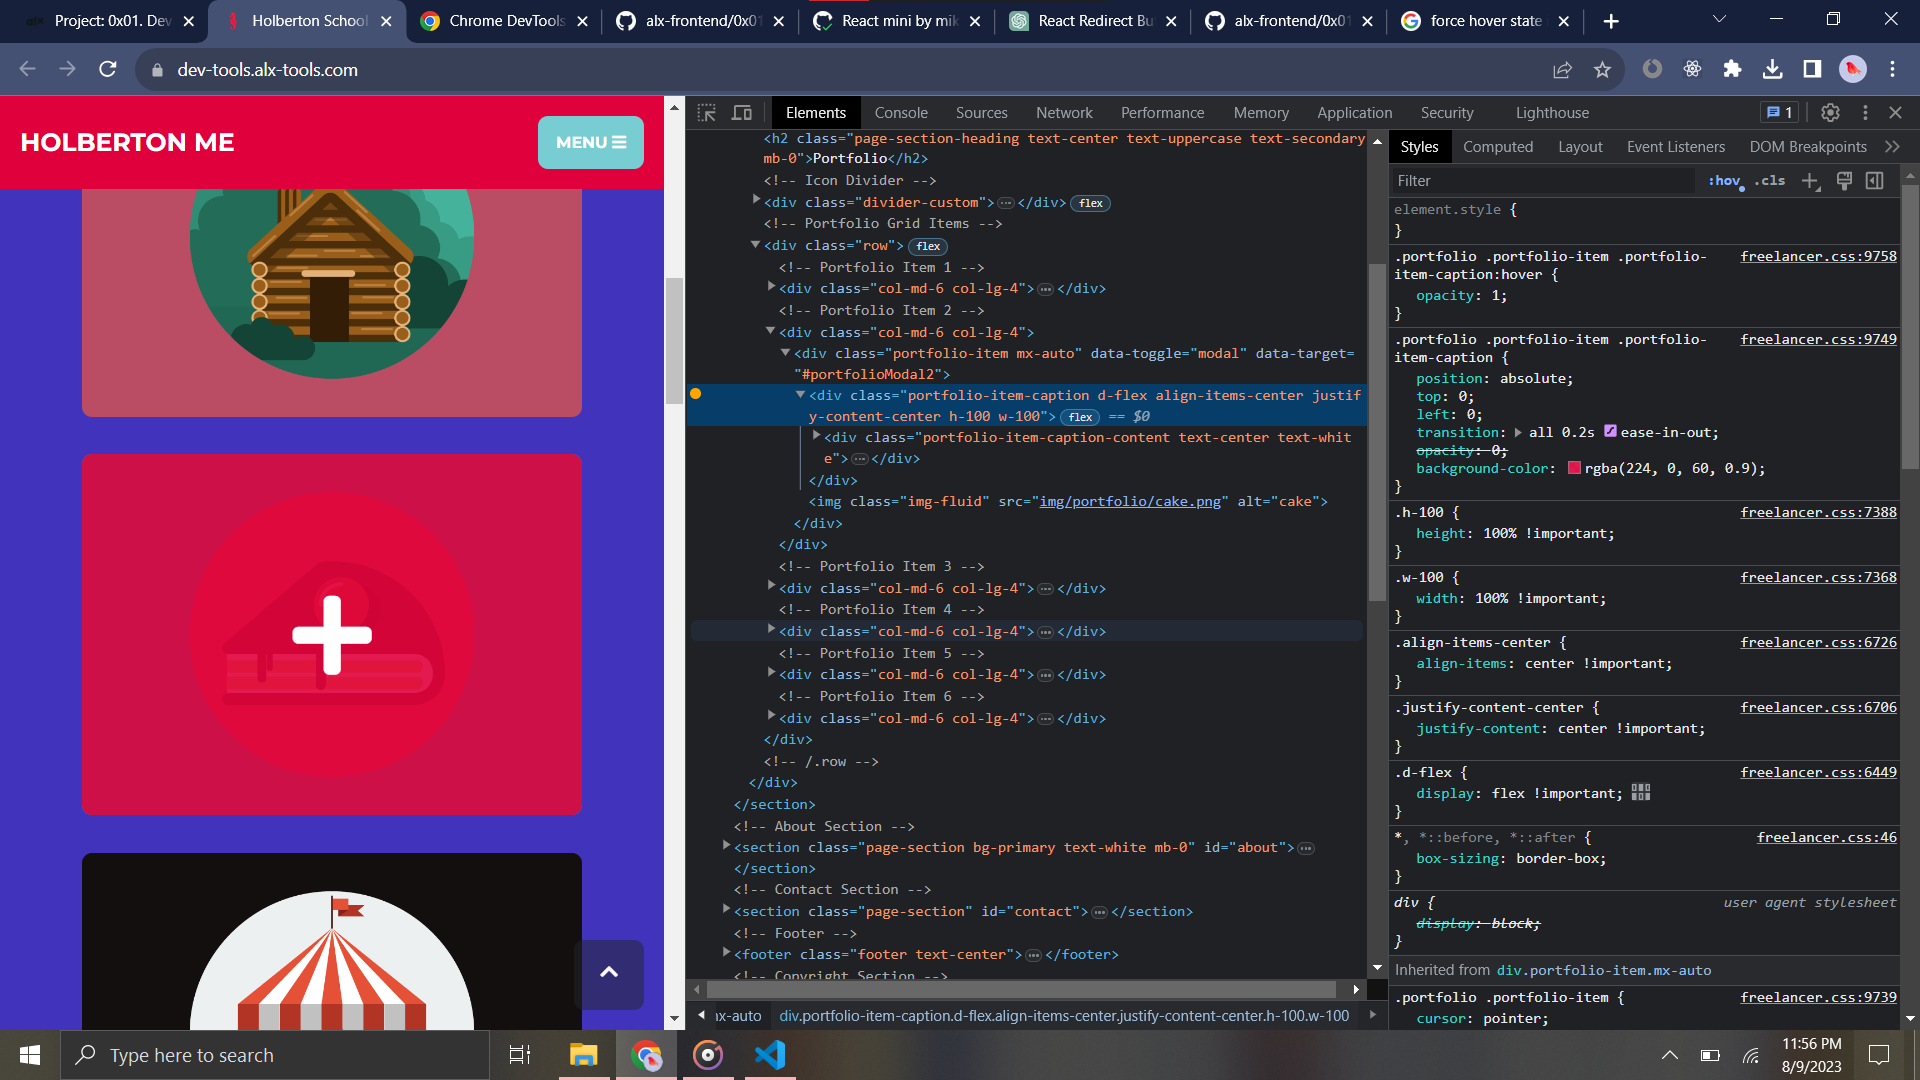 Project: 0x01. Dev
Holberton School
Chrome DevTools
alx-frontend/0x01
React mini by mik
React Redirect Bu
alx-frontend/0x01
force hover state
dev-tools.alx-tools.com
HOLBERTON ME
MENU
Elements
Console
Sources
Network
Performance
Memory
Application
Security
Lighthouse
1
<h2 class="page-section-heading text-center text-uppercase text-secondary
mb-0">Portfolio</h2>
<!-- Icon Divider -->
<div class="divider-custom">…</div> flex
<!-- Portfolio Grid Items -->
<div class="row"> flex
<!-- Portfolio Item 1 -->
<div class="col-md-6 col-lg-4">…</div>
<!-- Portfolio Item 2 -->
<div class="col-md-6 col-lg-4">
<div class="portfolio-item mx-auto" data-toggle="modal" data-target=
"#portfolioModal2">
<div class="portfolio-item-caption d-flex align-items-center justif
y-content-center h-100 w-100"> flex == $0
<div class="portfolio-item-caption-content text-center text-whit
e">…</div>
</div>
<img class="img-fluid" src="img/portfolio/cake.png" alt="cake">
</div>
</div>
<!-- Portfolio Item 3 -->
<div class="col-md-6 col-lg-4">…</div>
<!-- Portfolio Item 4 -->
<div class="col-md-6 col-lg-4">…</div>
<!-- Portfolio Item 5 -->
<div class="col-md-6 col-lg-4">…</div>
<!-- Portfolio Item 6 -->
<div class="col-md-6 col-lg-4">…</div>
</div>
<!-- /.row -->
</div>
</section>
<!-- About Section -->
<section class="page-section bg-primary text-white mb-0" id="about">…
</section>
<!-- Contact Section -->
<section class="page-section" id="contact">…</section>
<!-- Footer -->
<footer class="footer text-center">…</footer>
<!-- Copyright Section -->
nx-auto
div.portfolio-item-caption.d-flex.align-items-center.justify-content-center.h-100.w-100
Styles
Computed
Layout
Event Listeners
DOM Breakpoints
Filter
:hov
.cls
element.style {
}
.portfolio .portfolio-item .portfolio- freelancer.css:9758
item-caption:hover {
opacity: 1;
}
.portfolio .portfolio-item .portfolio- freelancer.css:9749
item-caption {
position: absolute;
top: 0;
left: 0;
transition: all 0.2s ease-in-out;
opacity: 0;
background-color: rgba(224, 0, 60, 0.9);
}
.h-100 { freelancer.css:7388
height: 100% !important;
}
.w-100 { freelancer.css:7368
width: 100% !important;
}
.align-items-center { freelancer.css:6726
align-items: center !important;
}
.justify-content-center { freelancer.css:6706
justify-content: center !important;
}
.d-flex { freelancer.css:6449
display: flex !important;
}
*, *::before, *::after { freelancer.css:46
box-sizing: border-box;
}
div { user agent stylesheet
display: block;
}
Inherited from div.portfolio-item.mx-auto
.portfolio .portfolio-item { freelancer.css:9739
cursor: pointer;
Type here to search
11:56 PM
8/9/2023